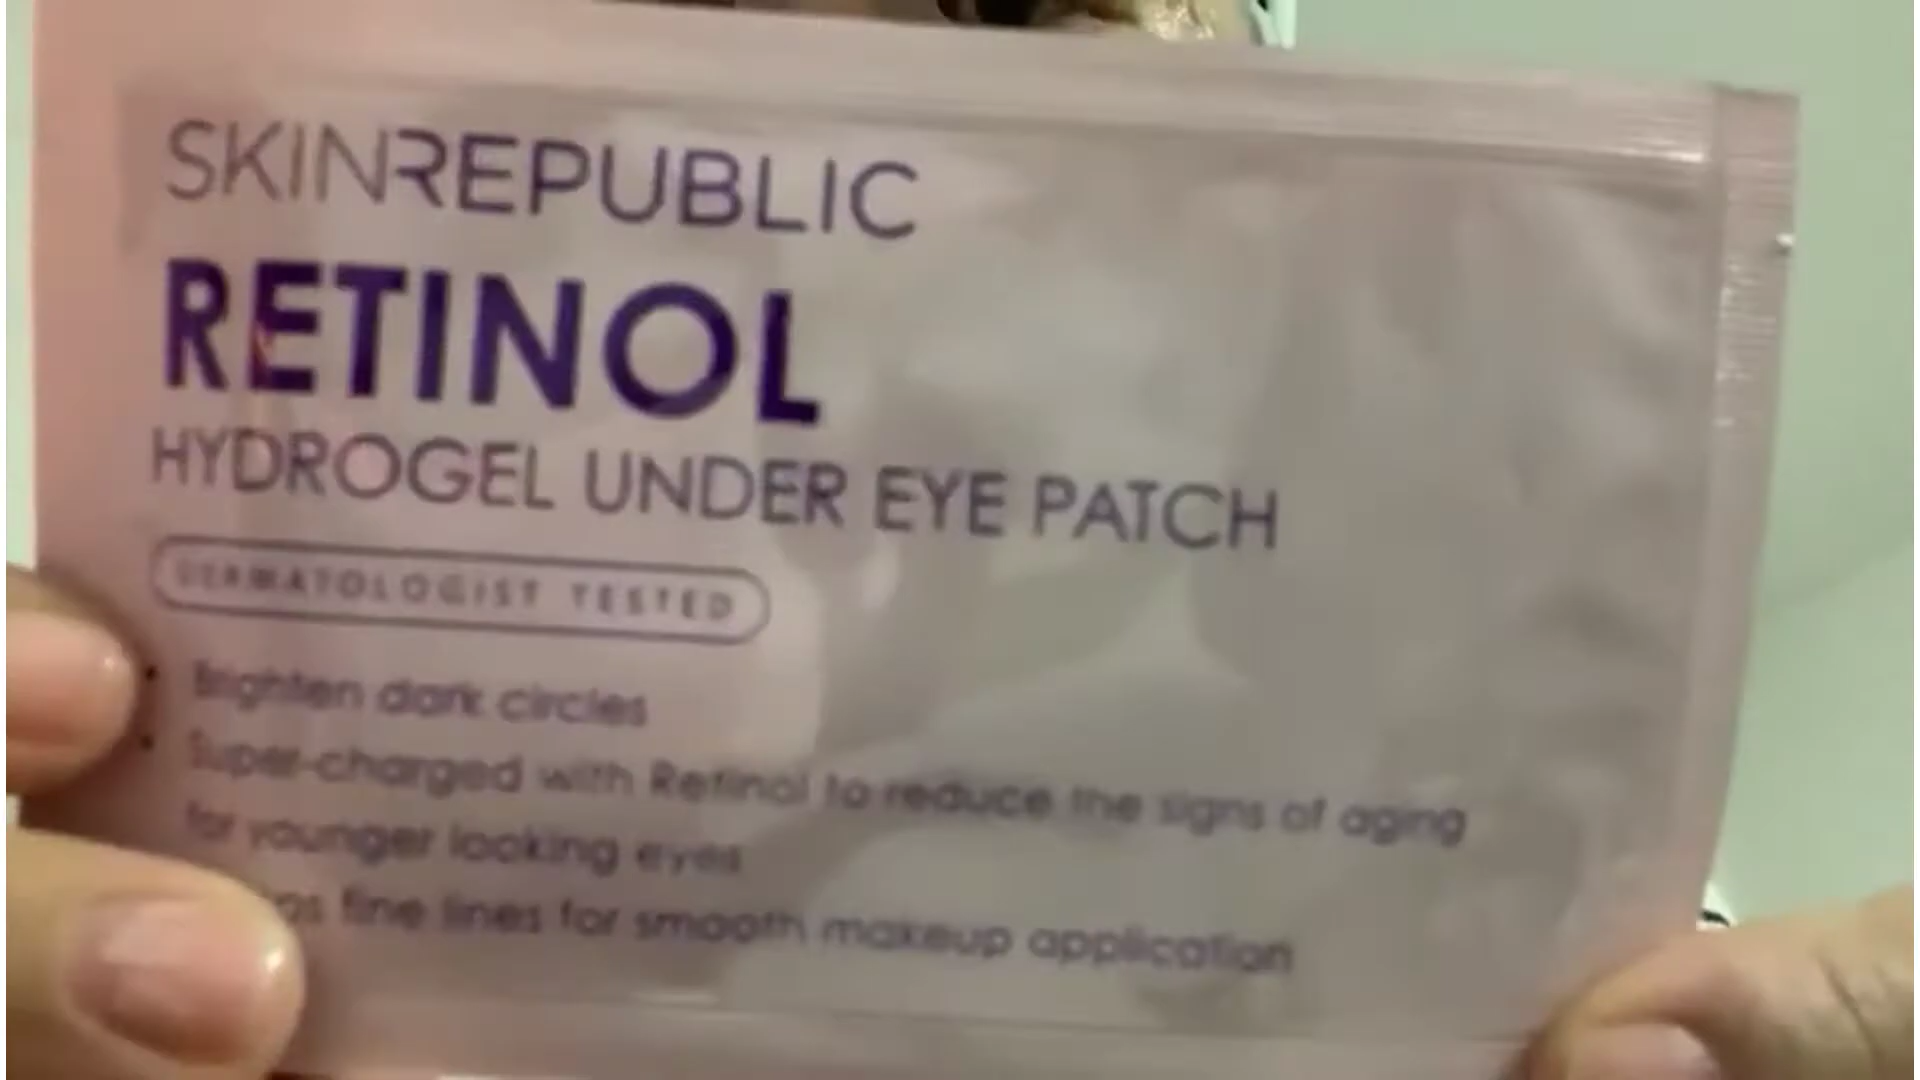 SKINREPUBLIC
RETINOL
HYDROGEL UNDER EYE PATCH
DERMATOLOGIST TESTED
• Brighten dark circles
• Super-charged with Retinol to reduce the signs of aging
for younger looking eyes
fine lines for smooth makeup application